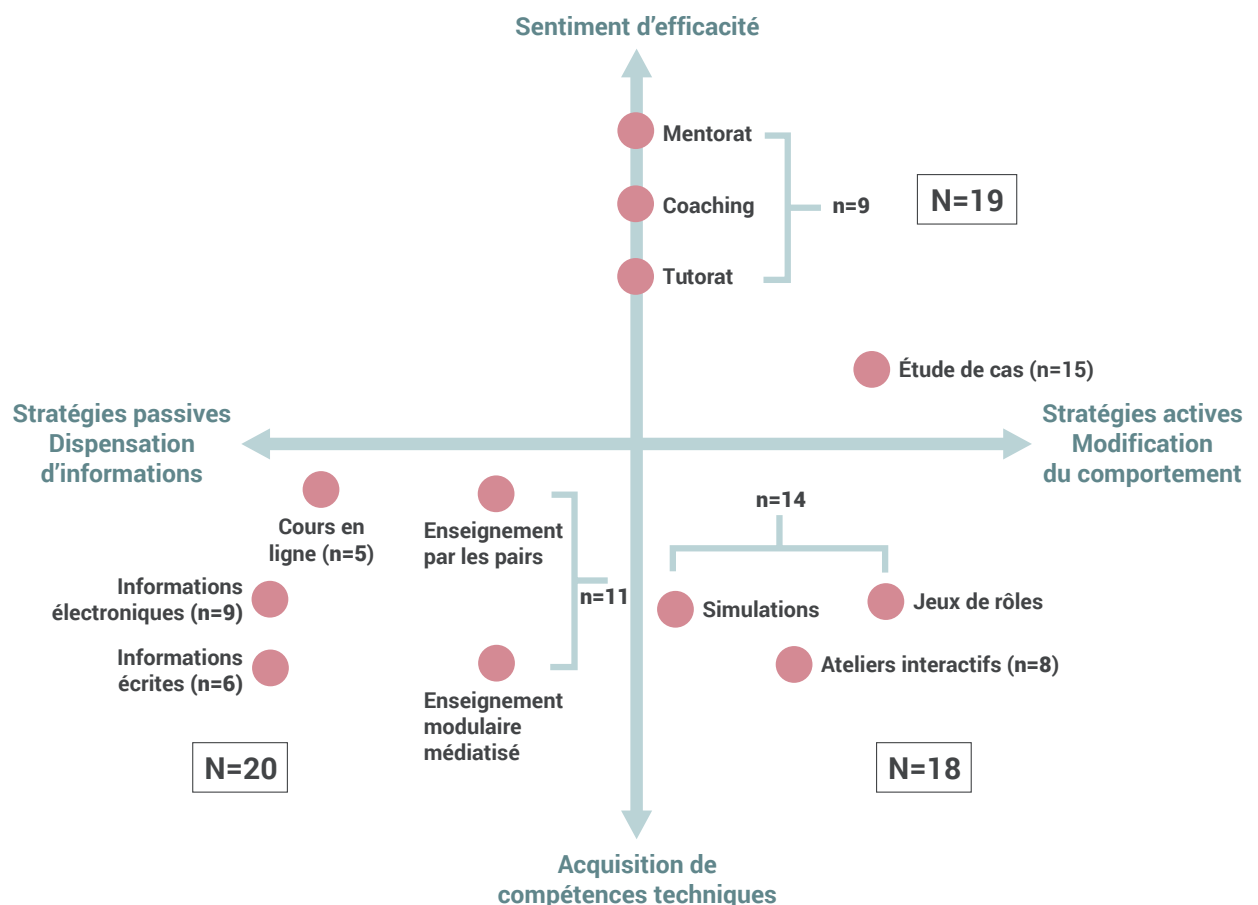 Sentiment d’efficacité
Mentorat
Coaching
n=9
N=19
Tutorat
Étude de cas (n=15)
Stratégies passives
Dispensation
d’informations
Stratégies actives
Modification
du comportement
Cours en
ligne (n=5)
Enseignement
par les pairs
n=14
Informations
électroniques (n=9)
n=11
Simulations
Jeux de rôles
Informations
écrites (n=6)
Ateliers interactifs (n=8)
Enseignement
modulaire
médiatisé
N=20
N=18
Acquisition de
compétences techniques